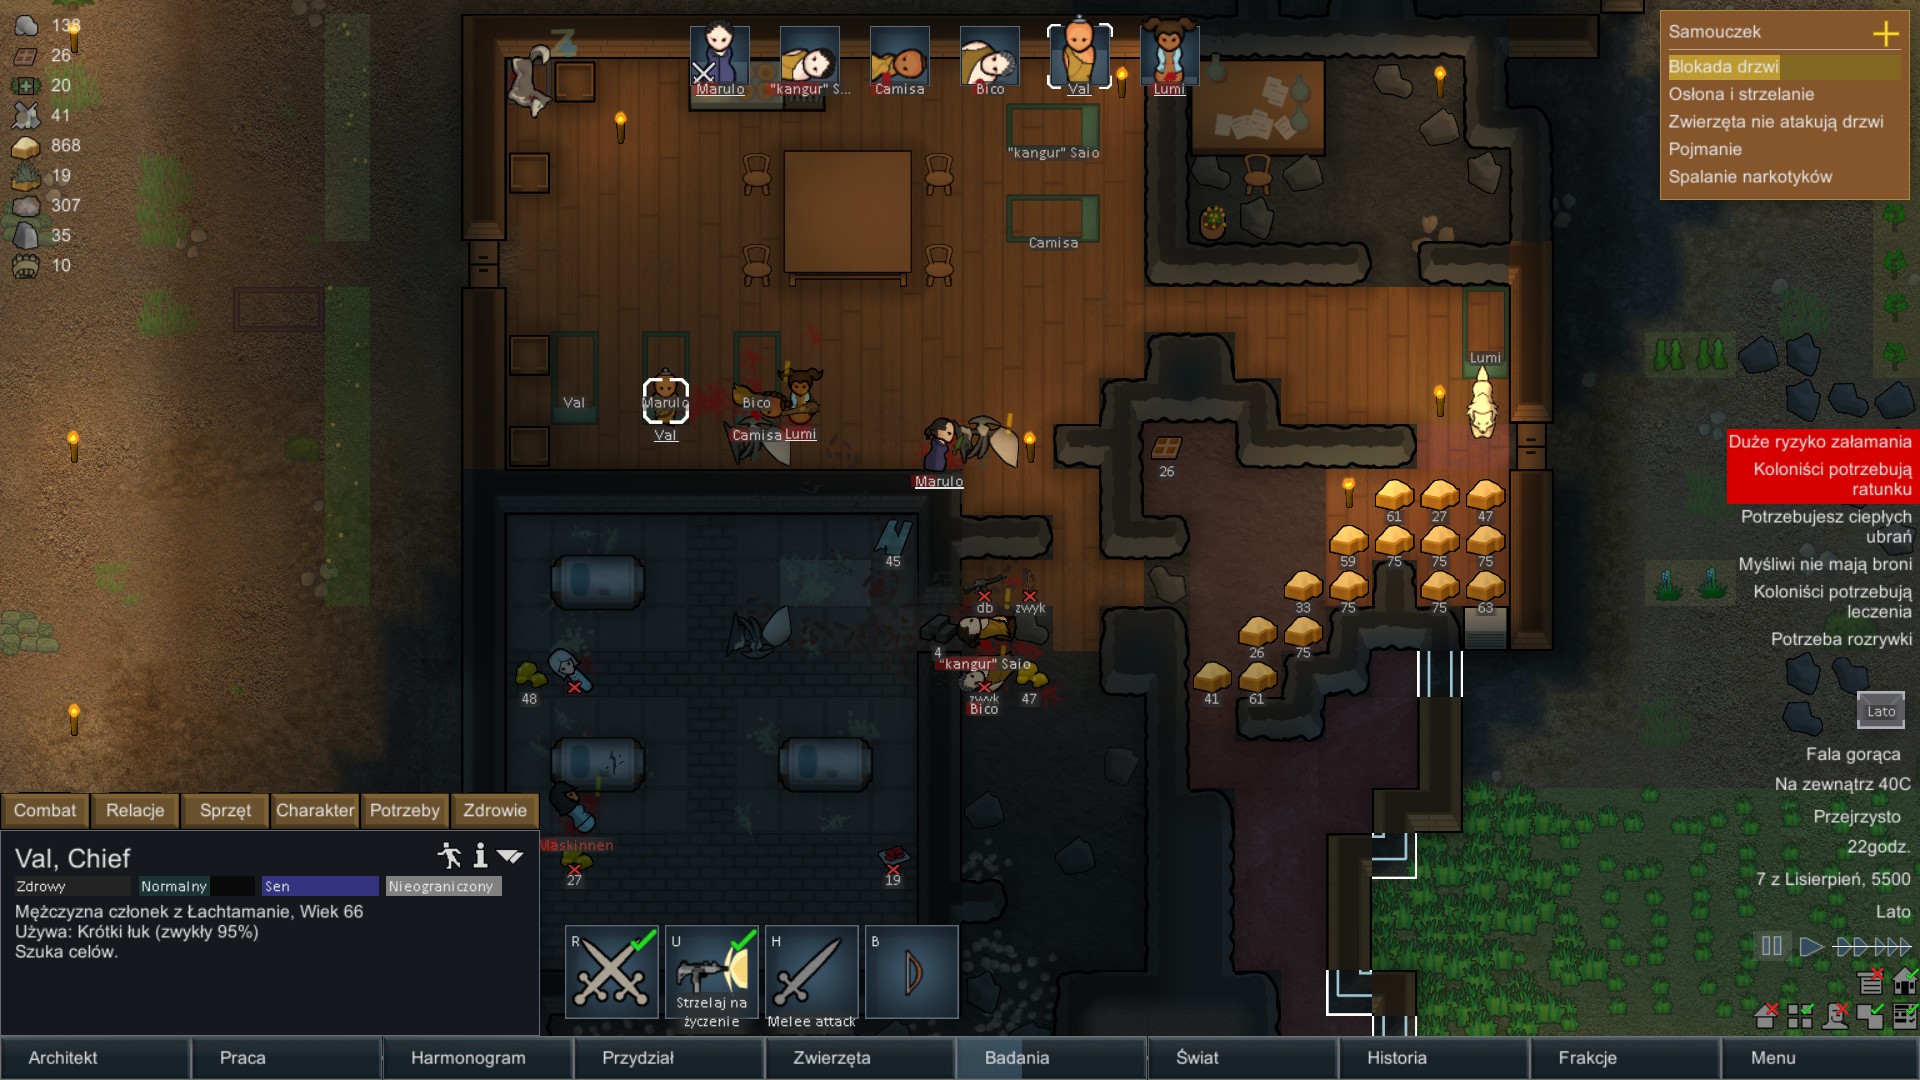 138
26
20
41
868
19
307
35
10
Marulo
"kangur" S...
Camisa
Bico
Val
Lumi
Samouczek
Blokada drzwi
Osłona i strzelanie
Zwierzęta nie atakują drzwi
Pojmanie
Spalanie narkotyków
"kangur" Saio
Camisa
Lumi
Val
Marulo
Bico
Val
Camisa
Lumi
Marulo
26
61
27
47
59
75
75
75
33
75
75
63
26
75
41
61
45
db
zwyk
4
"kangur" Saio
zwyk
47
Bico
48
Maskinnen
27
19
Duże ryzyko załamania
Koloniści potrzebują
ratunku
Potrzebujesz ciepłych
ubrań
Myśliwi nie mają broni
Koloniści potrzebują
leczenia
Potrzeba rozrywki
Lato
Fala gorąca
Na zewnątrz 40C
Przejrzysto
22godz.
7 z Lisierpień, 5500
Lato
Combat
Relacje
Sprzęt
Charakter
Potrzeby
Zdrowie
Val, Chief
Zdrowy
Normalny
Sen
Nieograniczony
Mężczyzna członek z Łachtamanie, Wiek 66
Używa: Krótki łuk (zwykły 95%)
Szuka celów.
R
U
H
B
Strzelaj na
życzenie
Melee attack
Architekt
Praca
Harmonogram
Przydział
Zwierzęta
Badania
Świat
Historia
Frakcje
Menu